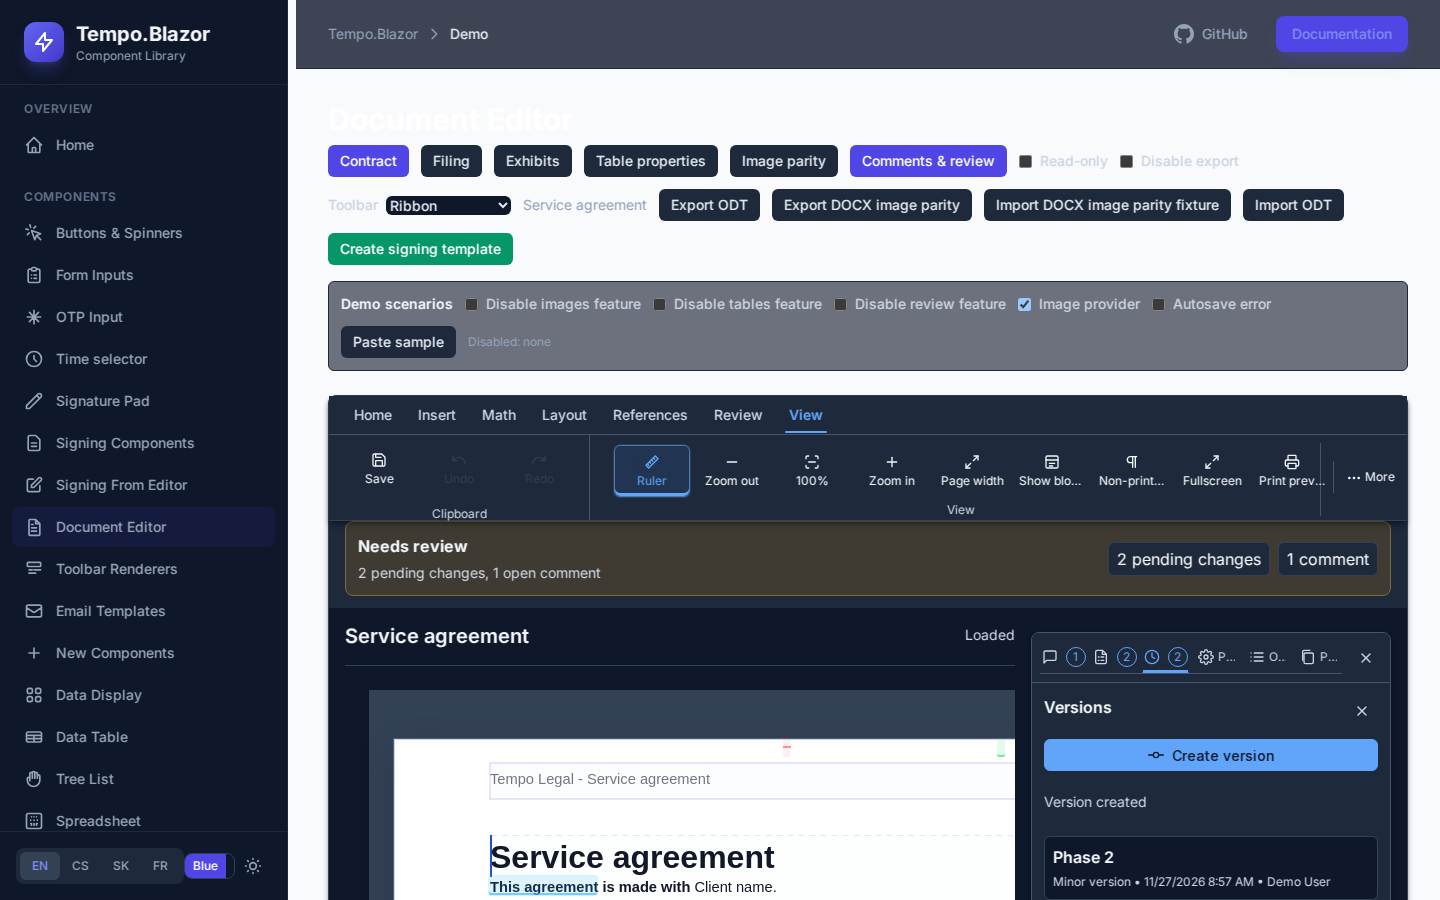 Tempo.Blazor
Component Library
OVERVIEW
Home
COMPONENTS
Buttons & Spinners
Form Inputs
OTP Input
Time selector
Signature Pad
Signing Components
Signing From Editor
Document Editor
Toolbar Renderers
Email Templates
New Components
Data Display
Data Table
Tree List
Spreadsheet
EN CS SK FR Blue
Tempo.Blazor > Demo
GitHub
Documentation
Document Editor
Contract Filing Exhibits Table properties Image parity Comments & review Read-only Disable export
Toolbar Ribbon Service agreement Export ODT Export DOCX image parity Import DOCX image parity fixture Import ODT
Create signing template
Demo scenarios Disable images feature Disable tables feature Disable review feature Image provider Autosave error
Paste sample Disabled: none
Home Insert Math Layout References Review View
Save Undo Redo Ruler Zoom out 100% Zoom in Page width Show blo... Non-print... Fullscreen Print prev... ... More
Clipboard View
Needs review
2 pending changes, 1 open comment
2 pending changes 1 comment
Service agreement
Loaded
Tempo Legal - Service agreement
Service agreement
This agreement is made with Client name.
1 2 2 P... O... P...
Versions
Create version
Version created
Phase 2
Minor version • 11/27/2026 8:57 AM • Demo User